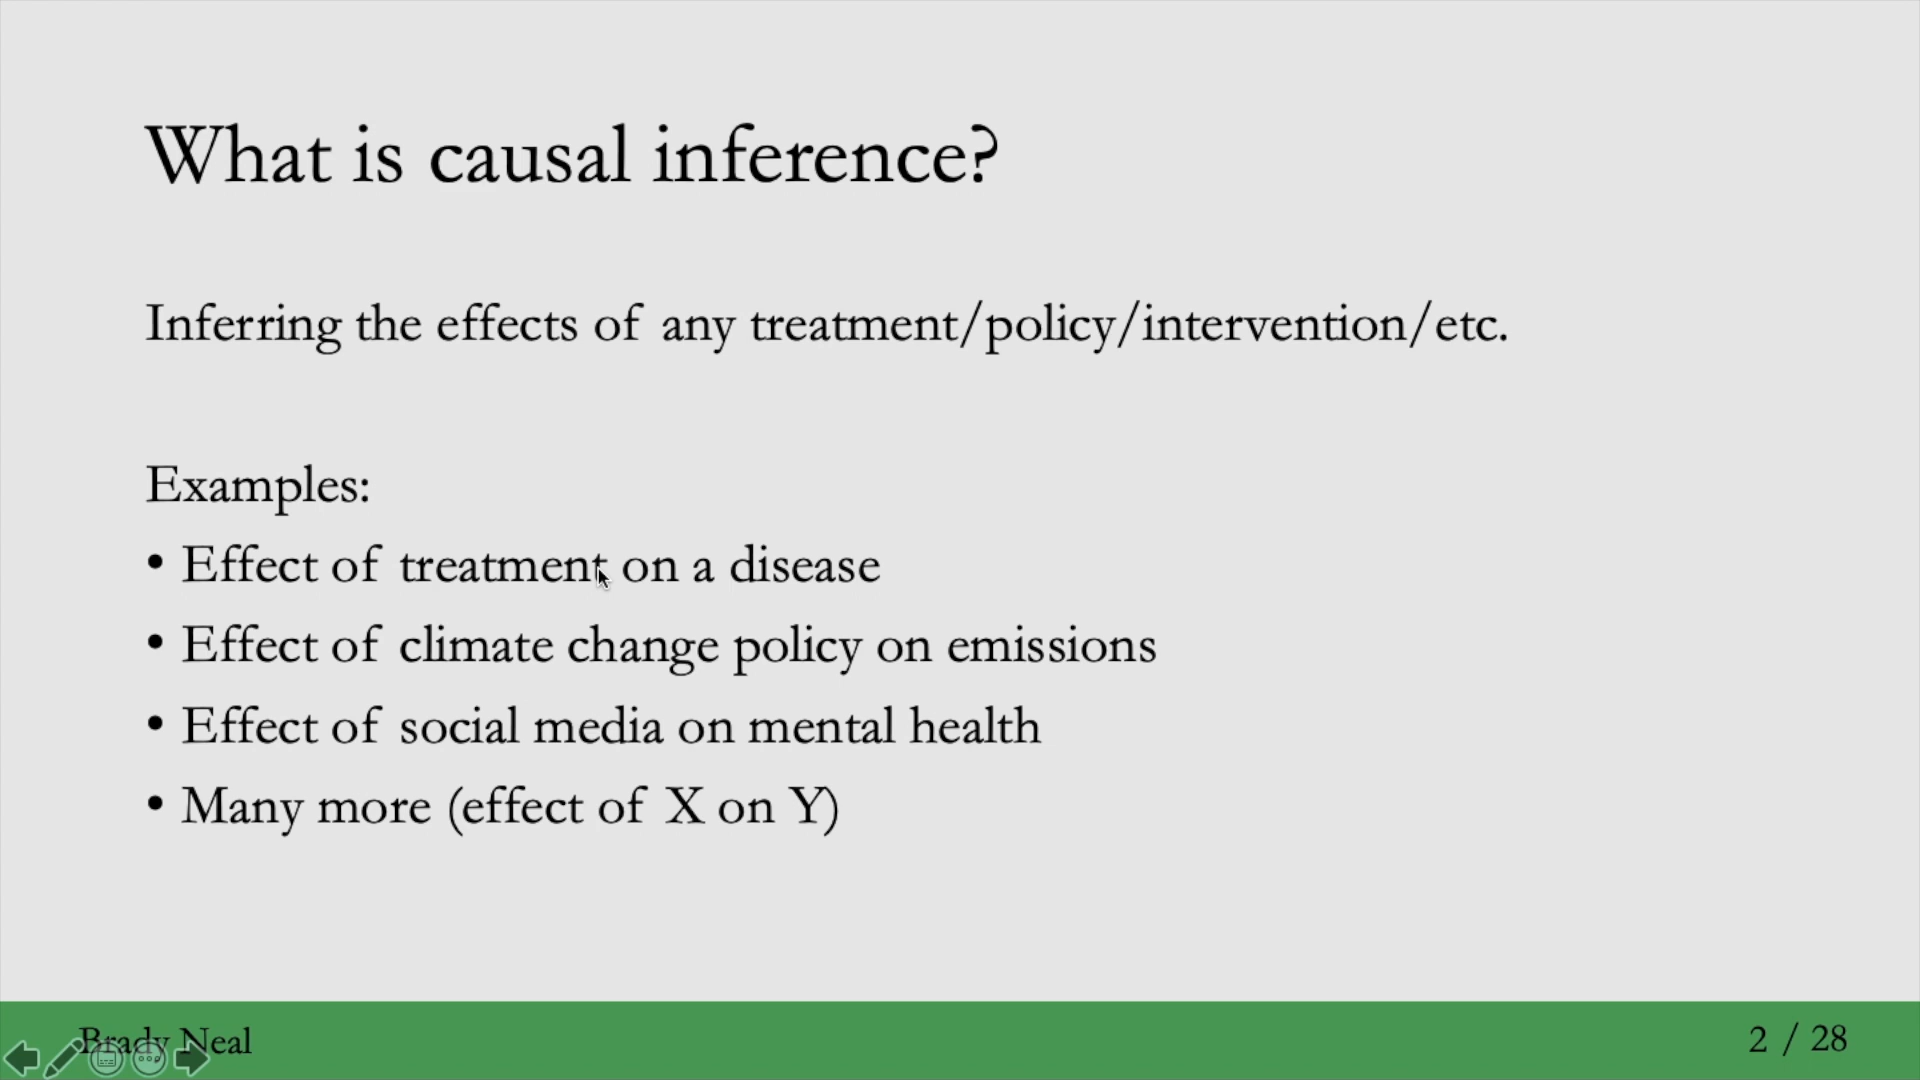 What is causal inference?
Inferring the effects of any treatment/policy/intervention/etc.
Examples:
• Effect of treatment on a disease
• Effect of climate change policy on emissions
• Effect of social media on mental health
• Many more (effect of X on Y)
Brady Neal
2 / 28